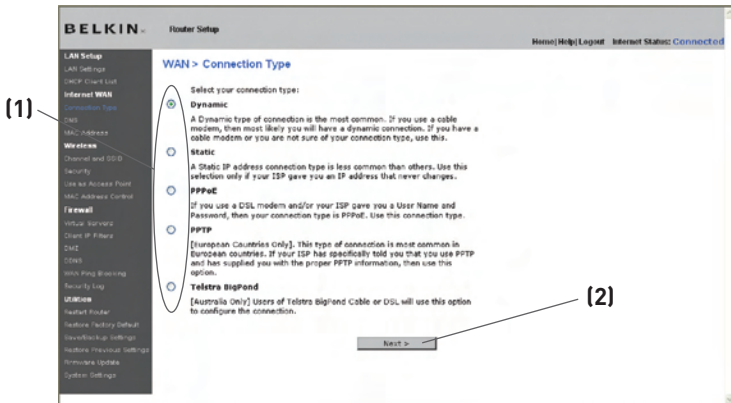 BELKIN
Router Setup
Home|Help|Logout Internet Status: Connected
LAN Setup
LAN Settings
DHCP Client List
Internet WAN
Connection Type
DNS
MAC Address
Wireless
Channel and SSID
Security
Use as Access Point
MAC Address Control
Firewall
Virtual Servers
Client IP Filters
DMZ
DDNS
WAN Ping Blocking
Security Log
Utilities
Restart Router
Restore Factory Default
Save/Backup Settings
Restore Previous Settings
Firmware Update
System Settings
WAN > Connection Type
Select your connection type:
Dynamic
A Dynamic type of connection is the most common. If you use a cable
modem, then most likely you will have a dynamic connection. If you have a
cable modem or you are not sure of your connection type, use this.
Static
A Static IP address connection type is less common than others. Use this
selection only if your ISP gave you an IP address that never changes.
PPPoE
If you use a DSL modem and/or your ISP gave you a User Name and
Password, then your connection type is PPPoE. Use this connection type.
PPTP
[European Countries Only]. This type of connection is most common in
European countries. If your ISP has specifically told you that you use PPTP
and has supplied you with the proper PPTP information, then use this
option.
Telstra BigPond
[Australia Only] Users of Telstra BigPond Cable or DSL will use this option
to configure the connection.
Next >
(1)
(2)